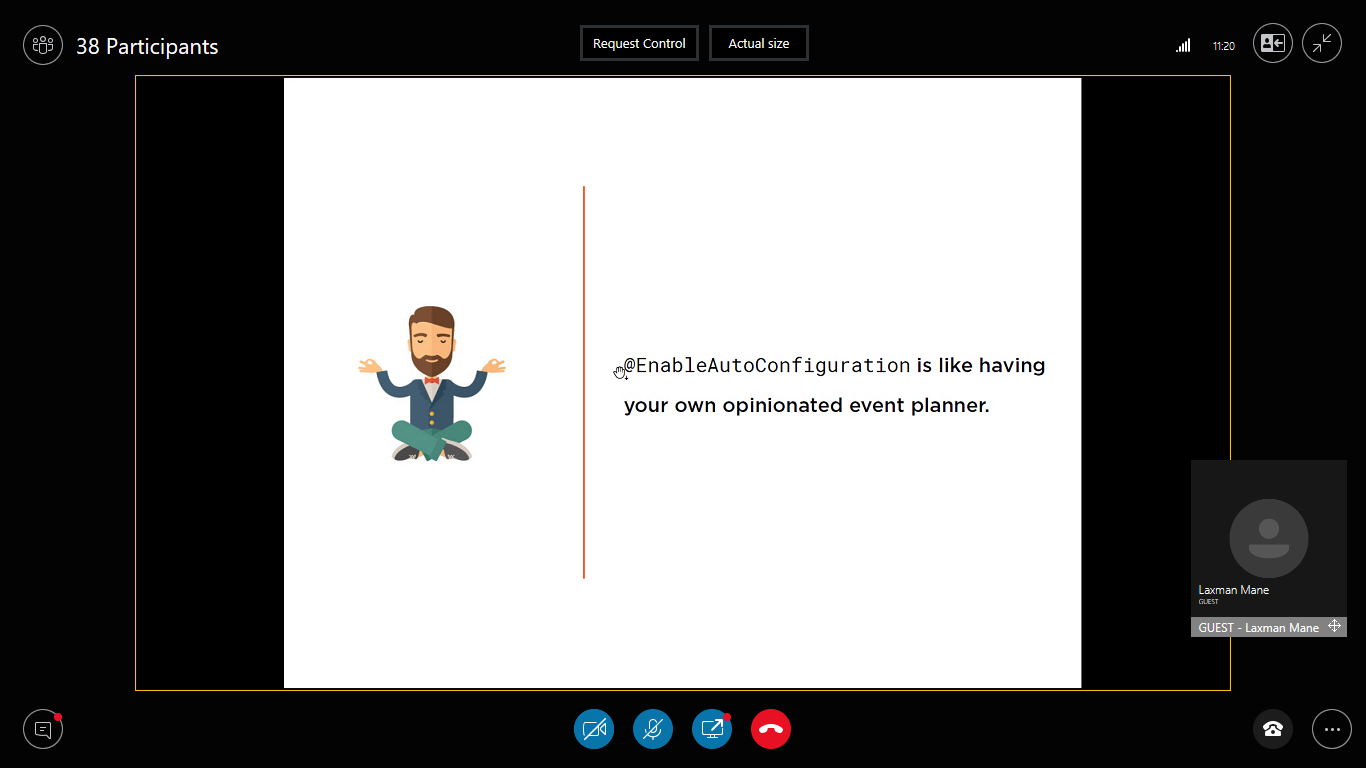 38 Participants
Request Control
Actual size
11:20
@EnableAutoConfiguration is like having
your own opinionated event planner.
Laxman Mane
GUEST
GUEST - Laxman Mane